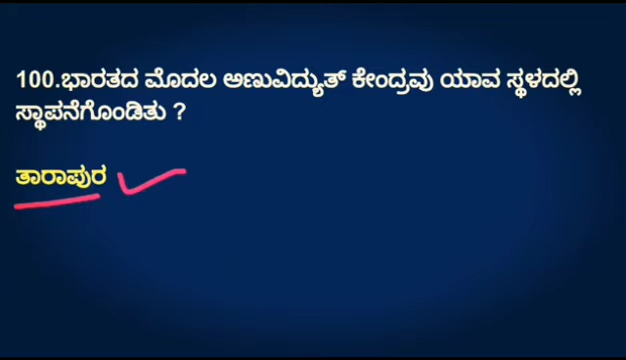 100.ಭಾರತದ ಮೊದಲ ಅಣುವಿದ್ಯುತ್ ಕೇಂದ್ರವು ಯಾವ ಸ್ಥಳದಲ್ಲಿ
ಸ್ಥಾಪನೆಗೊಂಡಿತು ?
ತಾರಾಪುರ